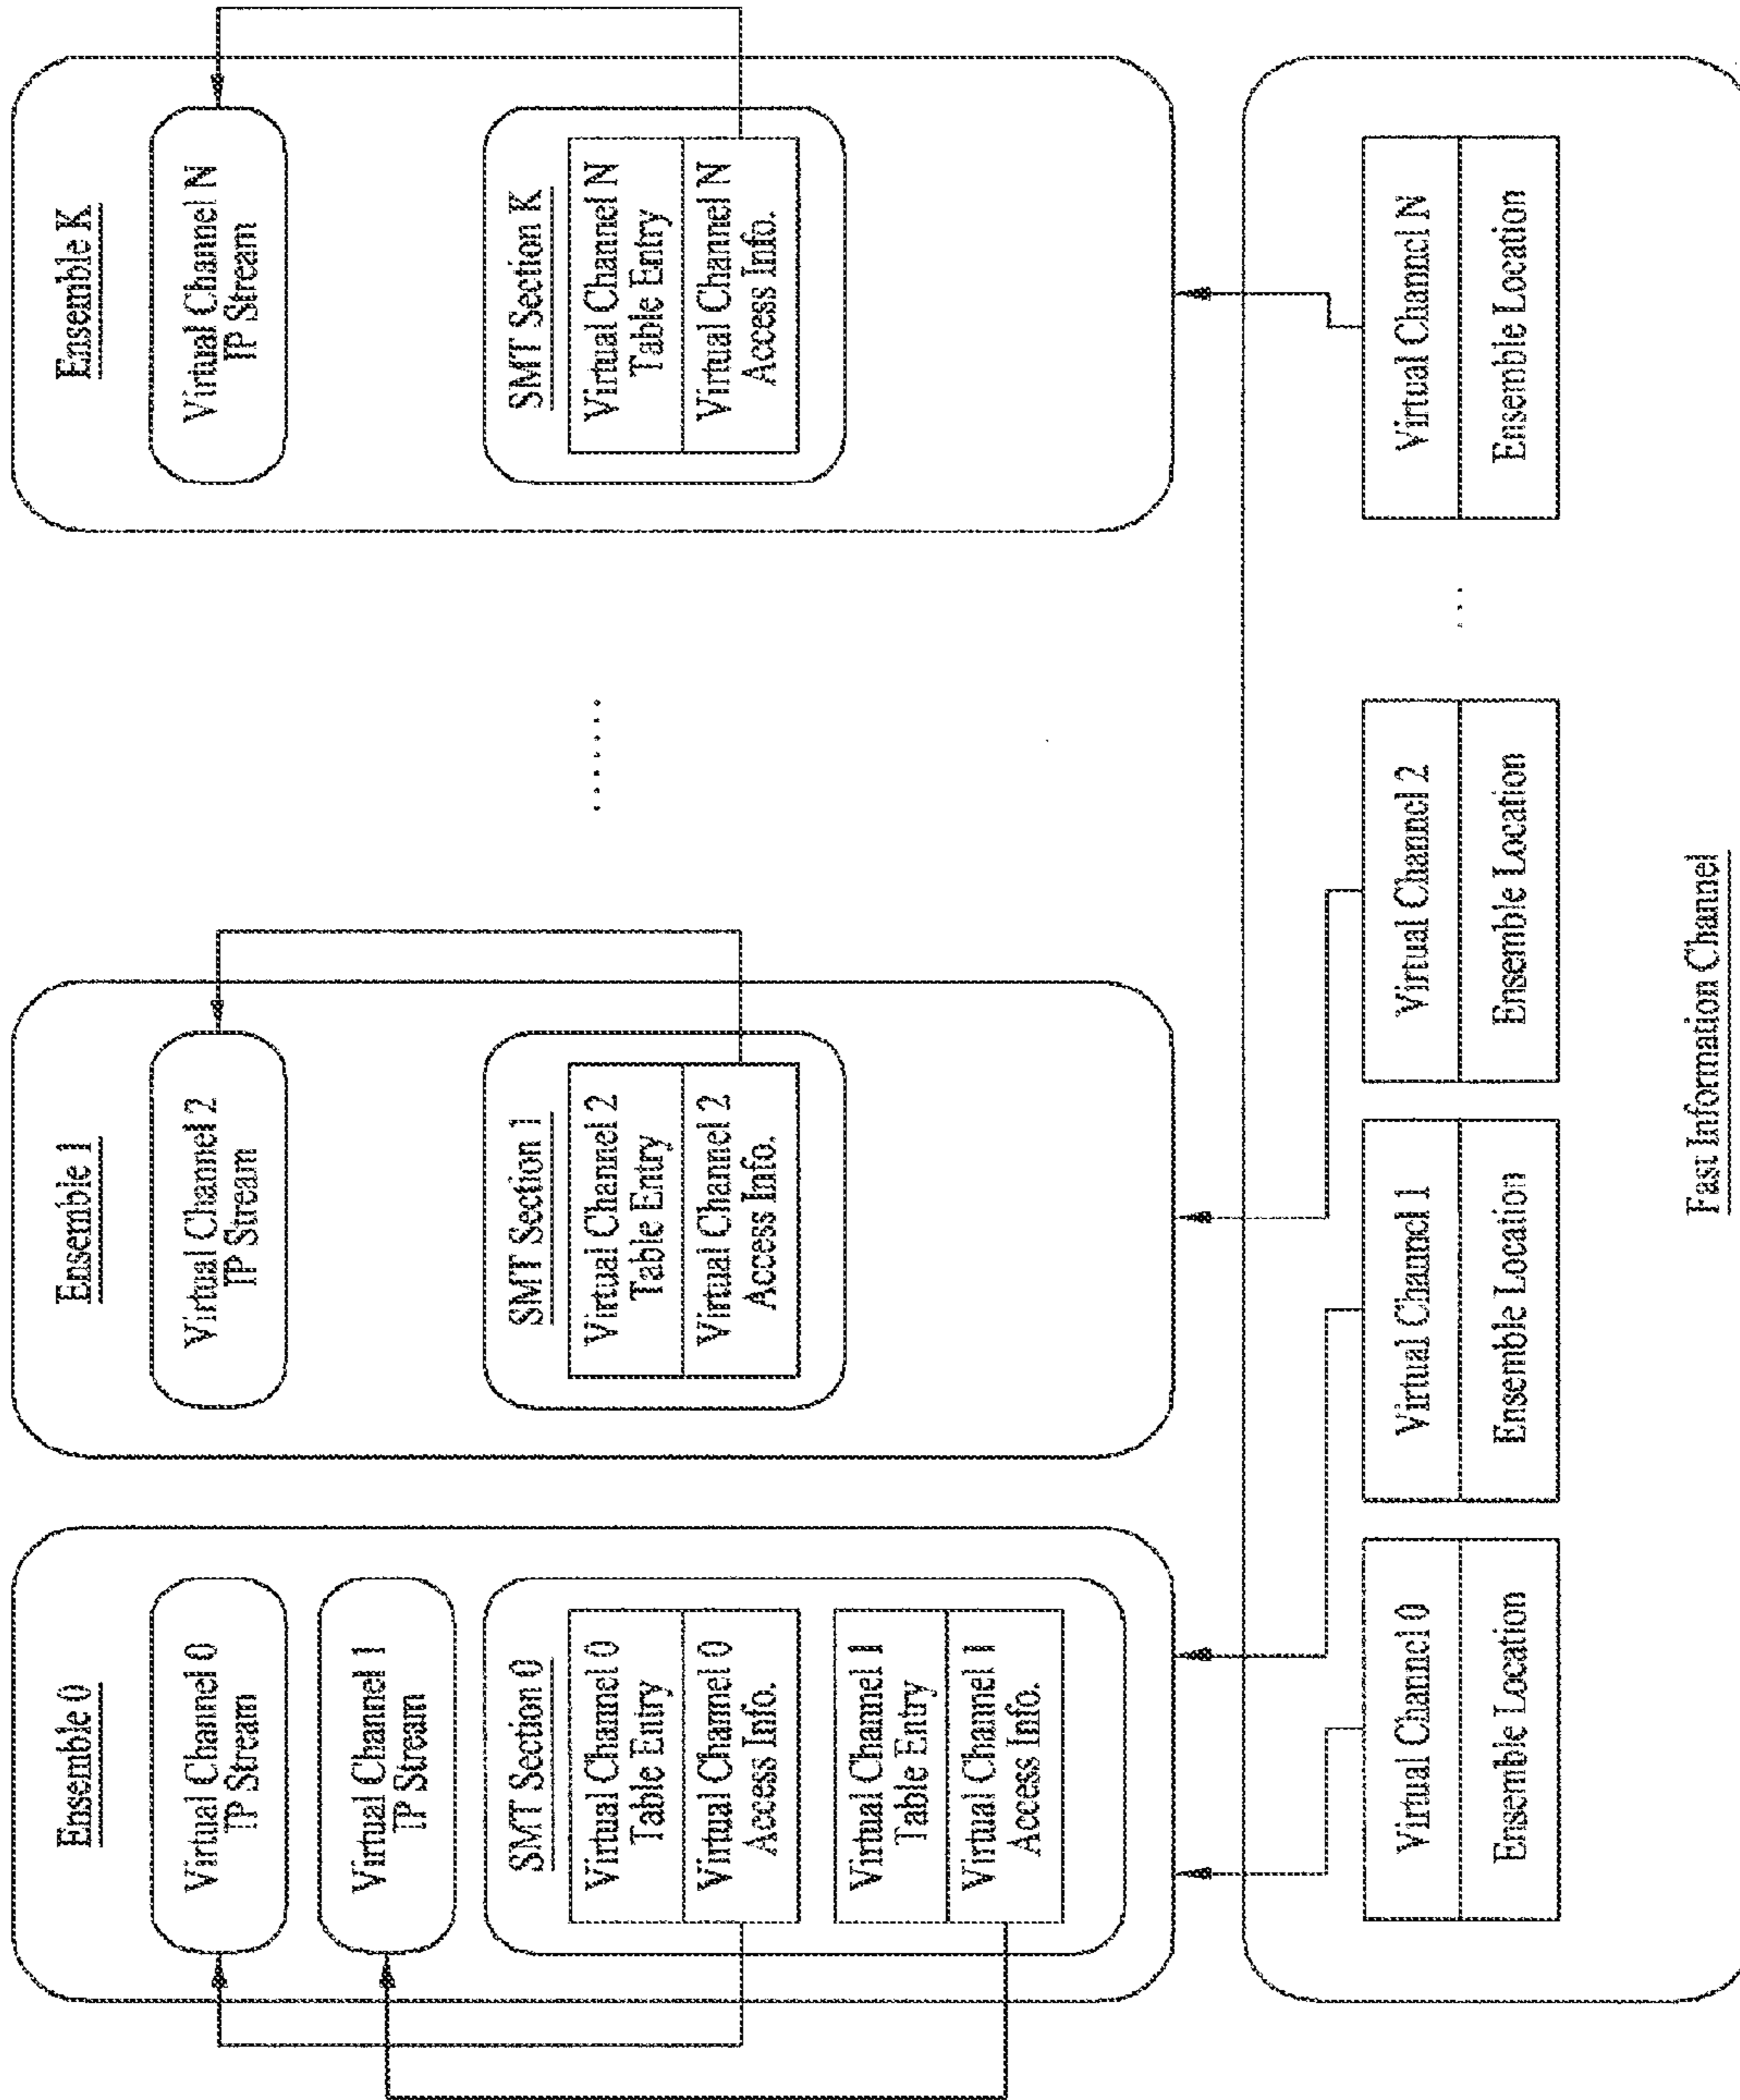 Ensemble 0
Virtual Channel 0
IP Stream
Virtual Channel 1
IP Stream
SMT Section 0
Virtual Channel 0
Table Entry
Virtual Channel 0
Access Info.
Virtual Channel 1
Table Entry
Virtual Channel 1
Access Info.
Ensemble 1
Virtual Channel 2
IP Stream
SMT Section 1
Virtual Channel 2
Table Entry
Virtual Channel 2
Access Info.
.......
Ensemble K
Virtual Channel N
IP Stream
SMT Section K
Virtual Channel N
Table Entry
Virtual Channel N
Access Info.
Virtual Channel 0
Ensemble Location
Virtual Channel 1
Ensemble Location
Virtual Channel 2
Ensemble Location
...
Virtual Channel N
Ensemble Location
Fast Information Channel